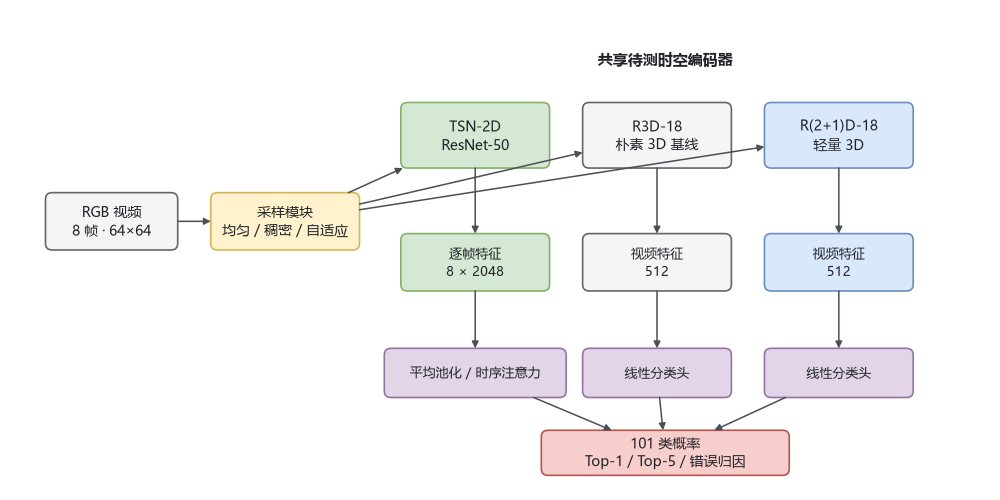 共享待测时空编码器
TSN-2D
ResNet-50
R3D-18
朴素 3D 基线
R(2+1)D-18
轻量 3D
RGB 视频
8 帧 · 64×64
采样模块
均匀 / 稠密 / 自适应
逐帧特征
8 × 2048
视频特征
512
视频特征
512
平均池化 / 时序注意力
线性分类头
线性分类头
101 类概率
Top-1 / Top-5 / 错误归因